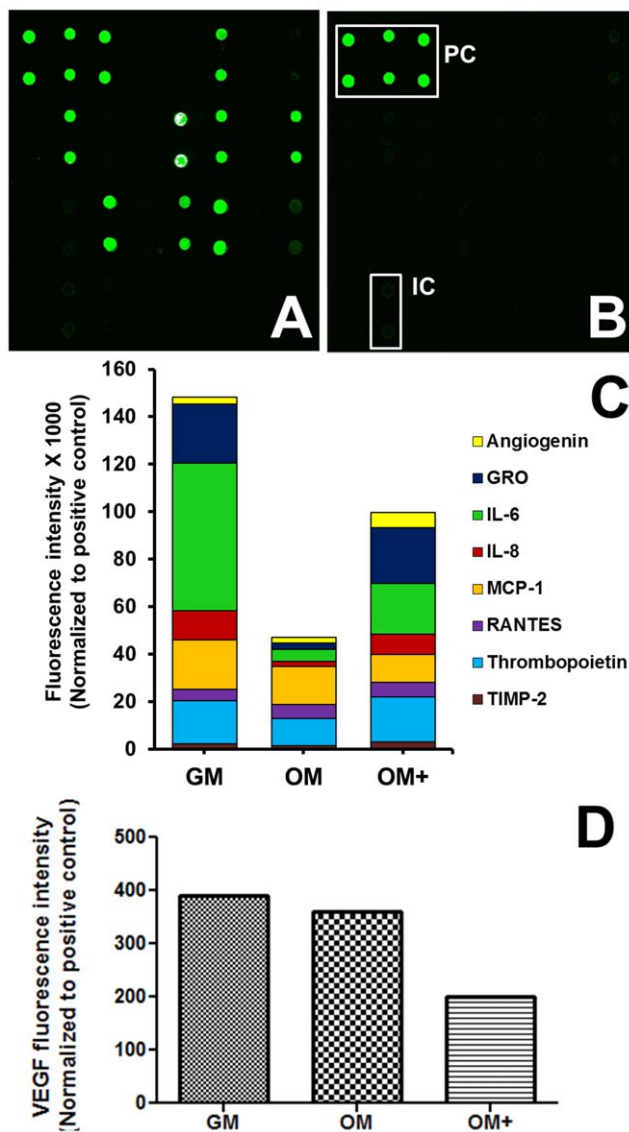 PC
IC
A
B
C
160
140
120
100
80
60
40
20
0
Fluorescence intensity X 1000
(Normalized to positive control)
GM
OM
OM+
Angiogenin
GRO
IL-6
IL-8
MCP-1
RANTES
Thrombopoietin
TIMP-2
D
500
400
300
200
100
0
VEGF fluorescence intensity
(Normalized to positive control)
GM
OM
OM+